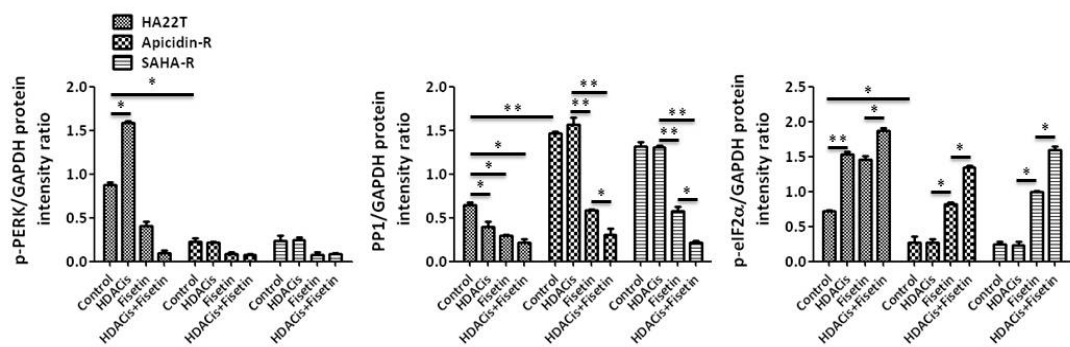 HA22T
Apicidin-R
SAHA-R
p-PERK/GAPDH protein
intensity ratio
2.0
1.5
1.0
0.5
0.0
*
*
Control
HDACis
Fisetin
HDACis+Fisetin
Control
HDACis
Fisetin
HDACis+Fisetin
Control
HDACis
Fisetin
HDACis+Fisetin
PP1/GAPDH protein
intensity ratio
2.0
1.5
1.0
0.5
0.0
**
*
*
*
**
**
*
**
**
*
Control
HDACis
Fisetin
HDACis+Fisetin
Control
HDACis
Fisetin
HDACis+Fisetin
Control
HDACis
Fisetin
HDACis+Fisetin
p-eIF2α/GAPDH protein
intensity ratio
2.5
2.0
1.5
1.0
0.5
0.0
*
**
*
*
*
*
*
Control
HDACis
Fisetin
HDACis+Fisetin
Control
HDACis
Fisetin
HDACis+Fisetin
Control
HDACis
Fisetin
HDACis+Fisetin